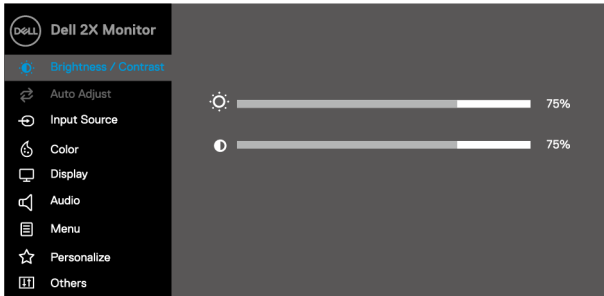 DELL Dell 2X Monitor
Brightness / Contrast
Auto Adjust
Input Source
Color
Display
Audio
Menu
Personalize
Others
75%
75%